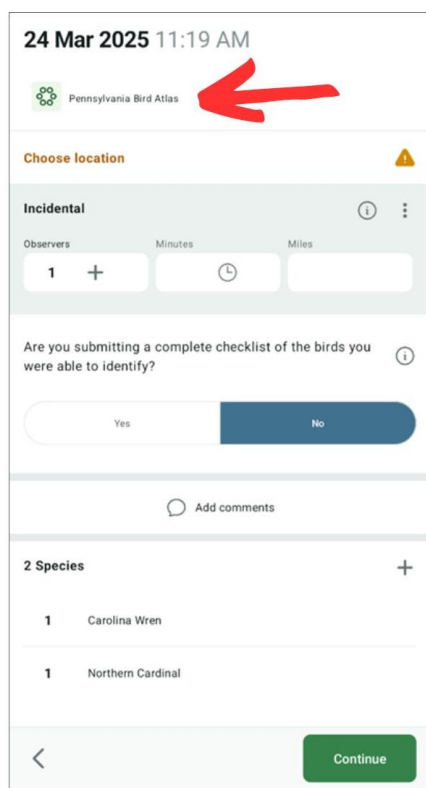 24 Mar 2025 11:19 AM
Pennsylvania Bird Atlas
Choose location
Incidental
Observers Minutes Miles
1 +
Are you submitting a complete checklist of the birds you
were able to identify?
Yes No
Add comments
2 Species +
1 Carolina Wren
1 Northern Cardinal
Continue